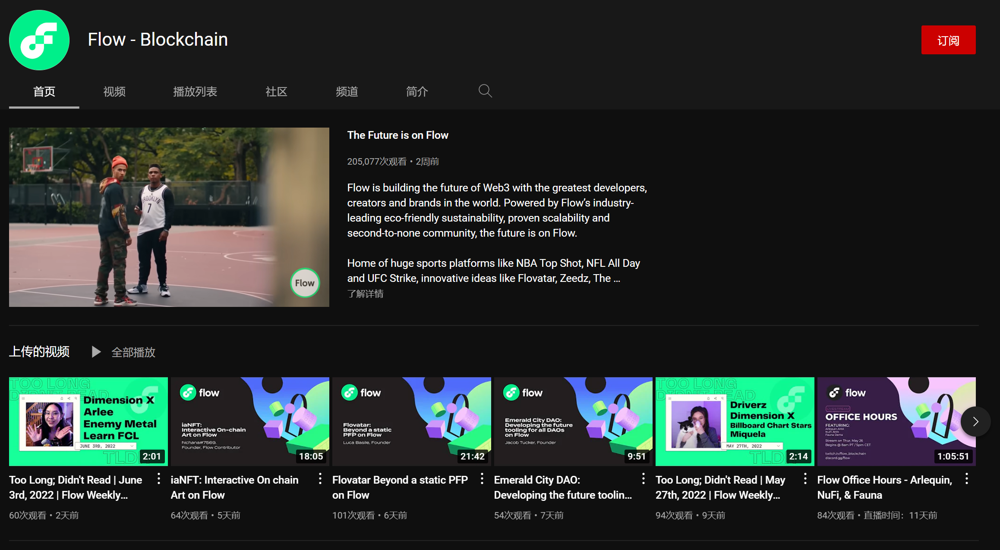 Flow - Blockchain
订阅
首页
视频
播放列表
社区
频道
简介
BROOKLYN
7
Flow
The Future is on Flow
205,077次观看 • 2周前
Flow is building the future of Web3 with the greatest developers,
creators and brands in the world. Powered by Flow’s industry-
leading eco-friendly sustainability, proven scalability and
second-to-none community, the future is on Flow.
Home of huge sports platforms like NBA Top Shot, NFL All Day
and UFC Strike, innovative ideas like Flovatar, Zeedz, The ...
了解详情
上传的视频
全部播放
TOO LONG
DIDN'T READ
Dimension X
Arlee
Enemy Metal
Learn FCL
JUNE 3RD, 2022
TLDR
2:01
Too Long; Didn't Read | June
3rd, 2022 | Flow Weekly...
60次观看 • 2天前
flow
iaNFT:
Interactive On-chain
Art on Flow
hichana#7569,
Founder, Flow Contributor
18:05
iaNFT: Interactive On chain
Art on Flow
64次观看 • 5天前
flow
Flovatar:
Beyond a static
PFP on Flow
Luca Basile, Founder
21:42
Flovatar Beyond a static PFP
on Flow
101次观看 • 6天前
flow
Emerald City DAO:
Developing the future
tooling for all DAOs
on Flow
Jacob Tucker, Founder
9:51
Emerald City DAO:
Developing the future toolin...
54次观看 • 7天前
TOO LONG
DIDN'T READ
Driverz
Dimension X
Billboard Chart Stars
Miquela
MAY 27TH, 2022
TLDR
2:14
Too Long; Didn't Read | May
27th, 2022 | Flow Weekly...
94次观看 • 9天前
flow
LIVESTREAM
OFFICE HOURS
FEATURING:
Arlequin AMA
NuFi AMA
Fauna Demo
Stream on Thur, May 26
Begins @ 8am PT / 5pm CET
twitch.tv/flow_blockchain
discord.gg/flow
1:05:51
Flow Office Hours - Arlequin,
NuFi, & Fauna
84次观看 • 直播时间：11天前